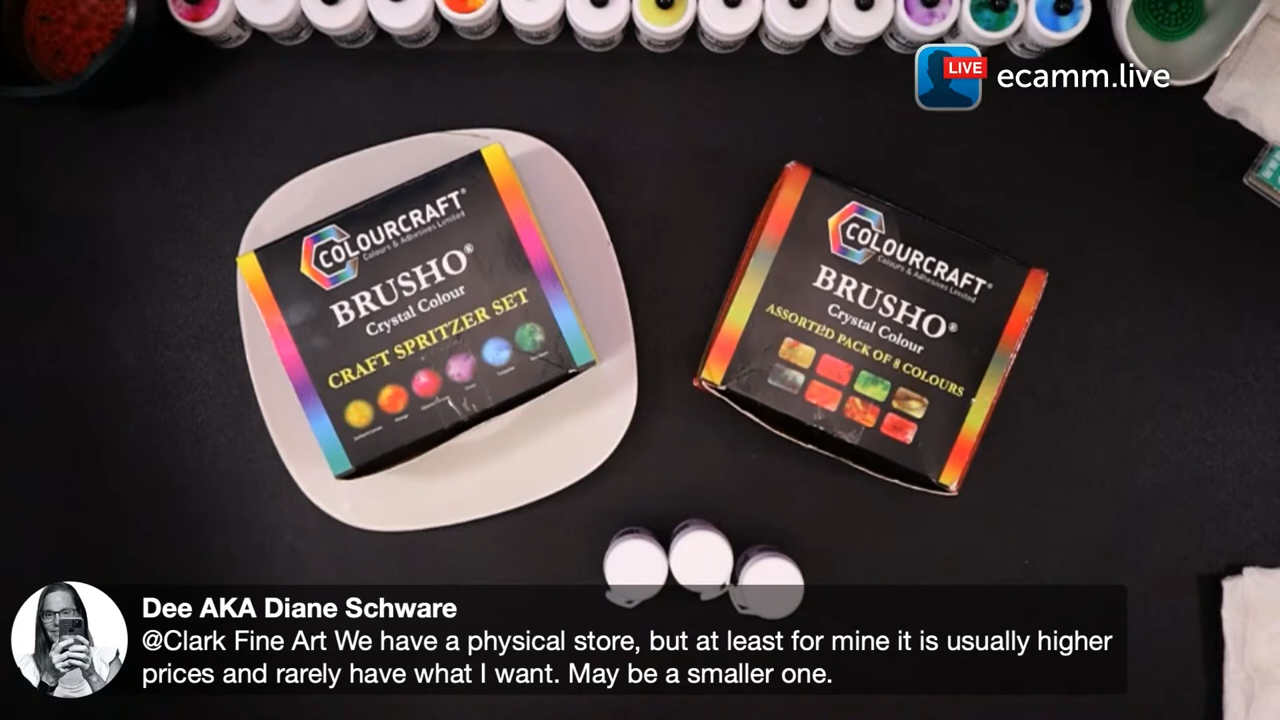 LIVE
ecamm.live
COLOURCRAFT®
Colours & Adhesives Limited
BRUSHO®
Crystal Colour
CRAFT SPRITZER SET
COLOURCRAFT®
Colours & Adhesives Limited
BRUSHO®
Crystal Colour
ASSORTED PACK OF 8 COLOURS
Dee AKA Diane Schware
@Clark Fine Art We have a physical store, but at least for mine it is usually higher
prices and rarely have what I want. May be a smaller one.